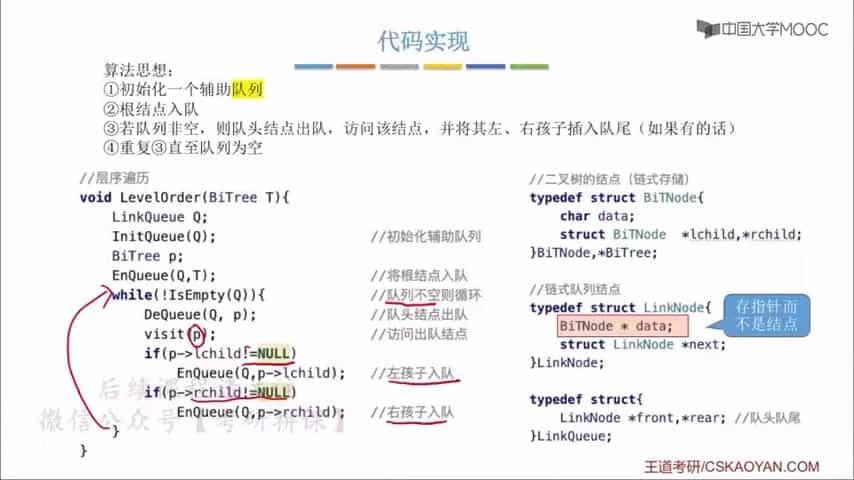 代码实现
中国大学MOOC
算法思想：
①初始化一个辅助队列
②根结点入队
③若队列非空，则队头结点出队，访问该结点，并将其左、右孩子插入队尾（如果有的话）
④重复③直至队列为空
//层序遍历
void LevelOrder(BiTree T){
LinkQueue Q;
InitQueue(Q); //初始化辅助队列
BiTree p;
EnQueue(Q,T); //将根结点入队
while(!IsEmpty(Q)){ //队列不空则循环
DeQueue(Q, p); //队头结点出队
visit(p); //访问出队结点
if(p->lchild!=NULL)
EnQueue(Q,p->lchild); //左孩子入队
if(p->rchild!=NULL)
EnQueue(Q,p->rchild); //右孩子入队
}
}
//二叉树的结点（链式存储）
typedef struct BiTNode{
char data;
struct BiTNode *lchild,*rchild;
}BiTNode,*BiTree;
//链式队列结点
typedef struct LinkNode{
BiTNode * data;
struct LinkNode *next;
}LinkNode;
存指针而
不是结点
typedef struct{
LinkNode *front,*rear; //队头队尾
}LinkQueue;
微信公众号【考研拼课】
王道考研/CSKAOYAN.COM